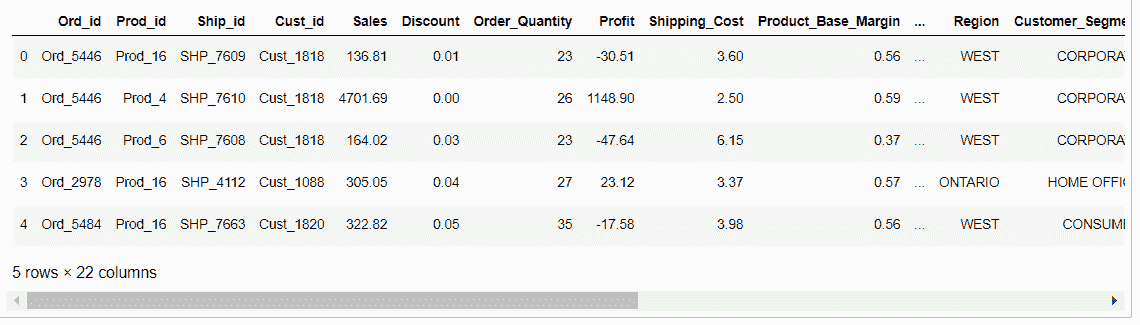 Ord_id Prod_id Ship_id Cust_id Sales Discount Order_Quantity Profit Shipping_Cost Product_Base_Margin ... Region Customer_Segme
0 Ord_5446 Prod_16 SHP_7609 Cust_1818 136.81 0.01 23 -30.51 3.60 0.56 ... WEST CORPORA
1 Ord_5446 Prod_4 SHP_7610 Cust_1818 4701.69 0.00 26 1148.90 2.50 0.59 ... WEST CORPORA
2 Ord_5446 Prod_6 SHP_7608 Cust_1818 164.02 0.03 23 -47.64 6.15 0.37 ... WEST CORPORA
3 Ord_2978 Prod_16 SHP_4112 Cust_1088 305.05 0.04 27 23.12 3.37 0.57 ... ONTARIO HOME OFFIC
4 Ord_5484 Prod_16 SHP_7663 Cust_1820 322.82 0.05 35 -17.58 3.98 0.56 ... WEST CONSUM
5 rows × 22 columns